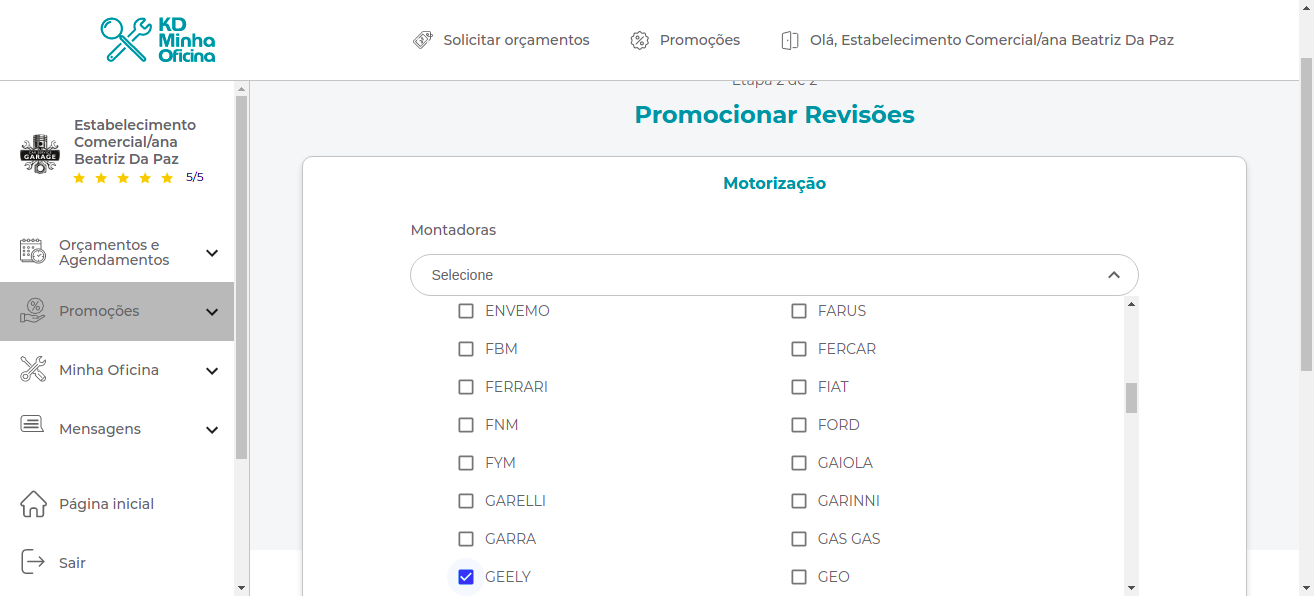 KD
Minha
Oficina
Solicitar orçamentos
Promoções
Olá, Estabelecimento Comercial/ana Beatriz Da Paz
Estabelecimento
Comercial/ana
Beatriz Da Paz
5/5
GARAGE
Orçamentos e
Agendamentos
Promoções
Minha Oficina
Mensagens
Página inicial
Sair
Etapa 2 de 2
Promocionar Revisões
Motorização
Montadoras
Selecione
ENVEMO
FARUS
FBM
FERCAR
FERRARI
FIAT
FNM
FORD
FYM
GAIOLA
GARELLI
GARINNI
GARRA
GAS GAS
GEELY
GEO